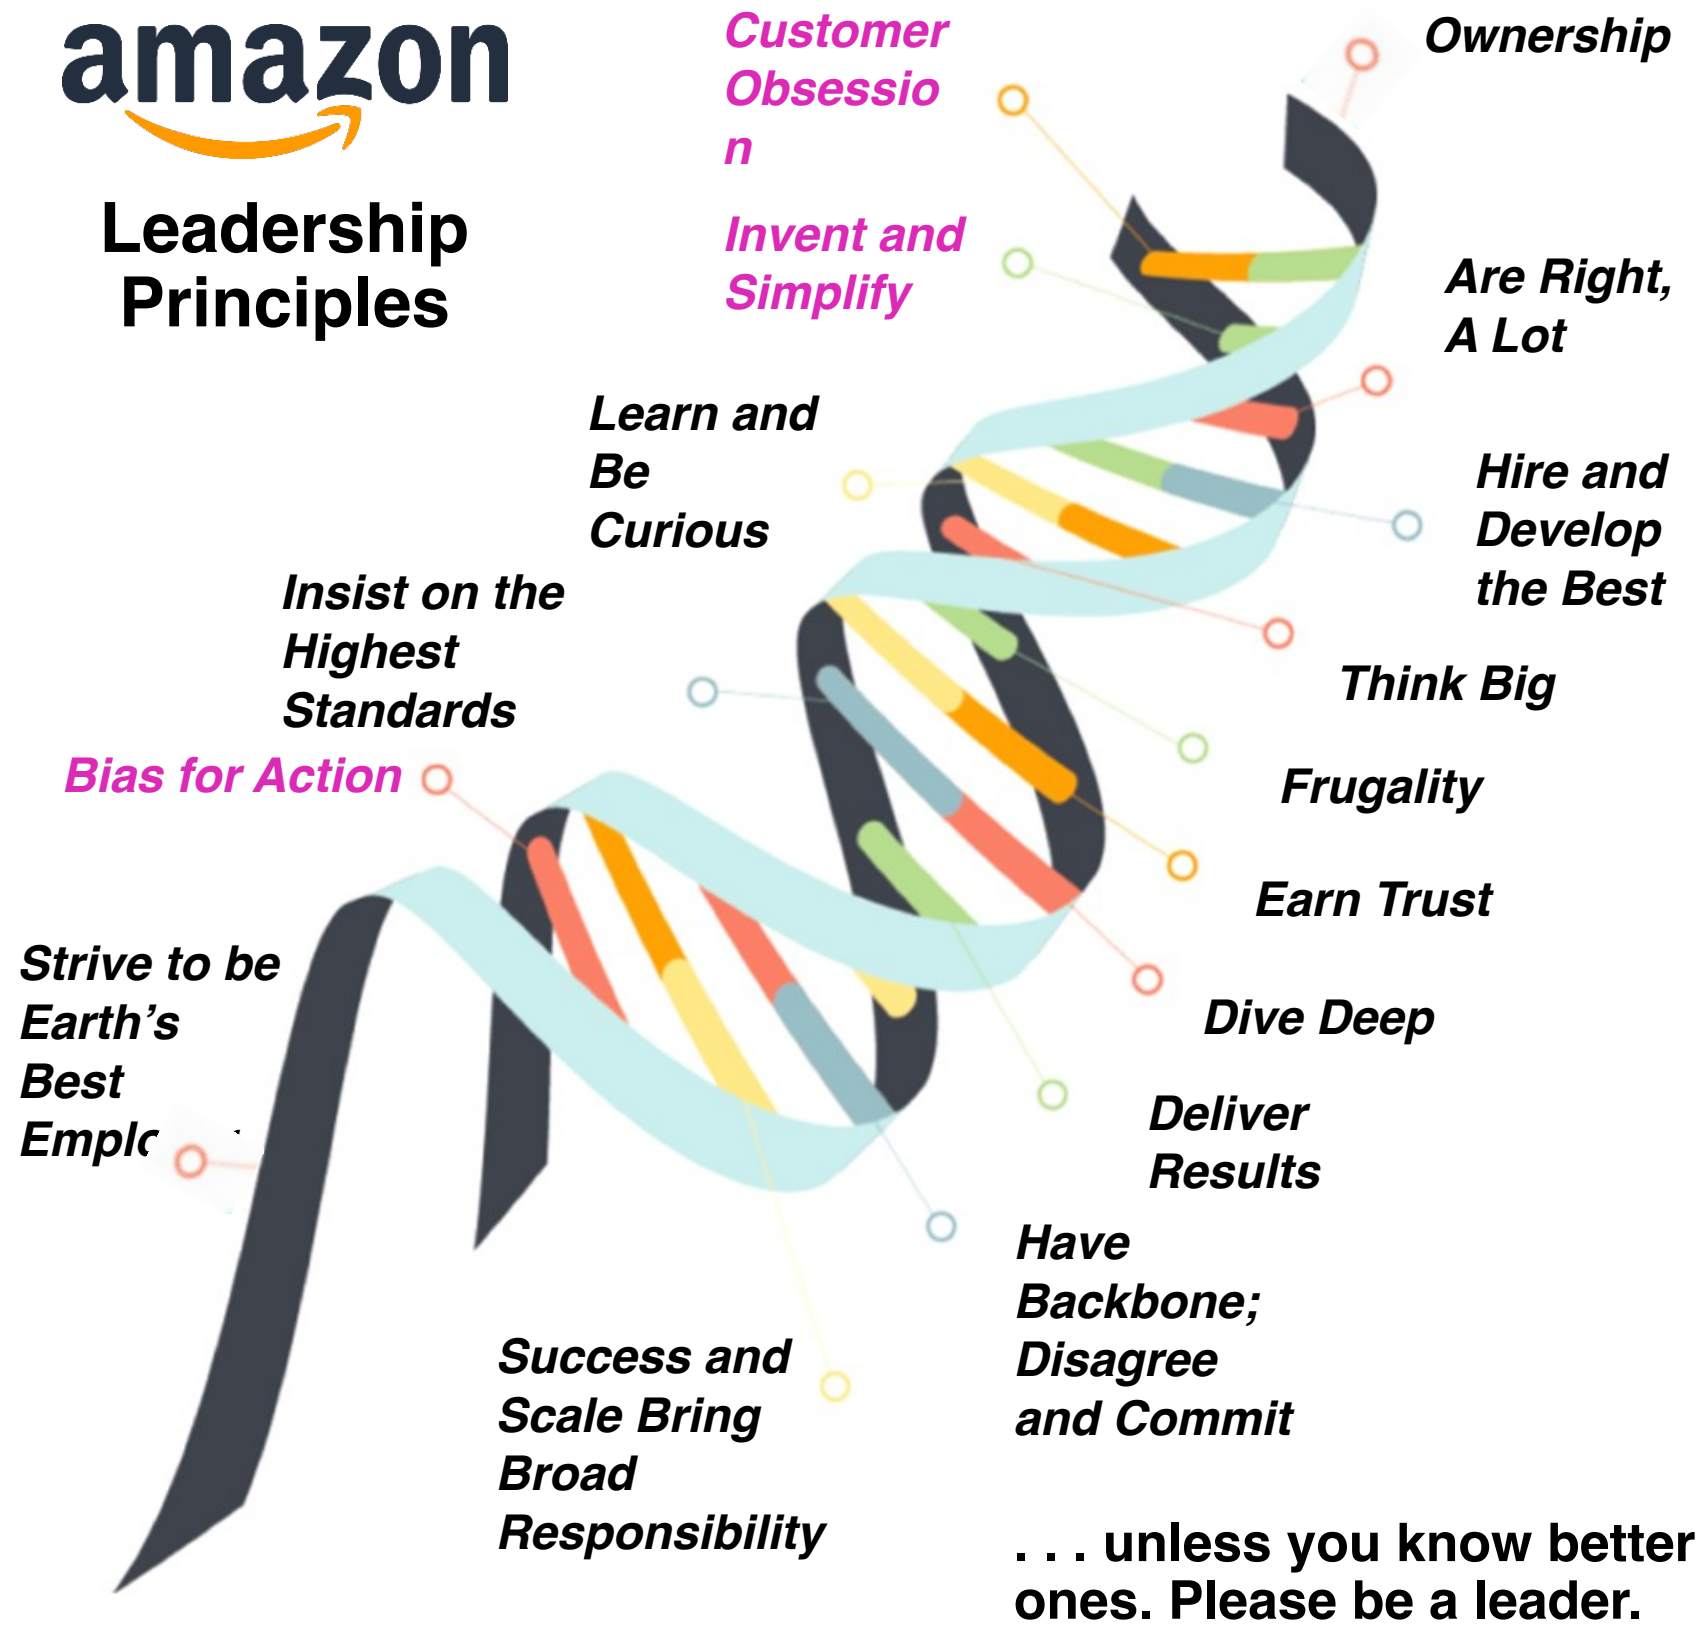 amazon
Leadership
Principles
Customer
Obsessio
n
Ownership
Invent and
Simplify
Are Right,
A Lot
Learn and
Be
Curious
Hire and
Develop
the Best
Insist on the
Highest
Standards
Think Big
Bias for Action
Frugality
Earn Trust
Strive to be
Earth’s
Best
Dive Deep
Deliver
Results
Have
Backbone;
Disagree
and Commit
Success and
Scale Bring
Broad
Responsibility
. . . unless you know better
ones. Please be a leader.